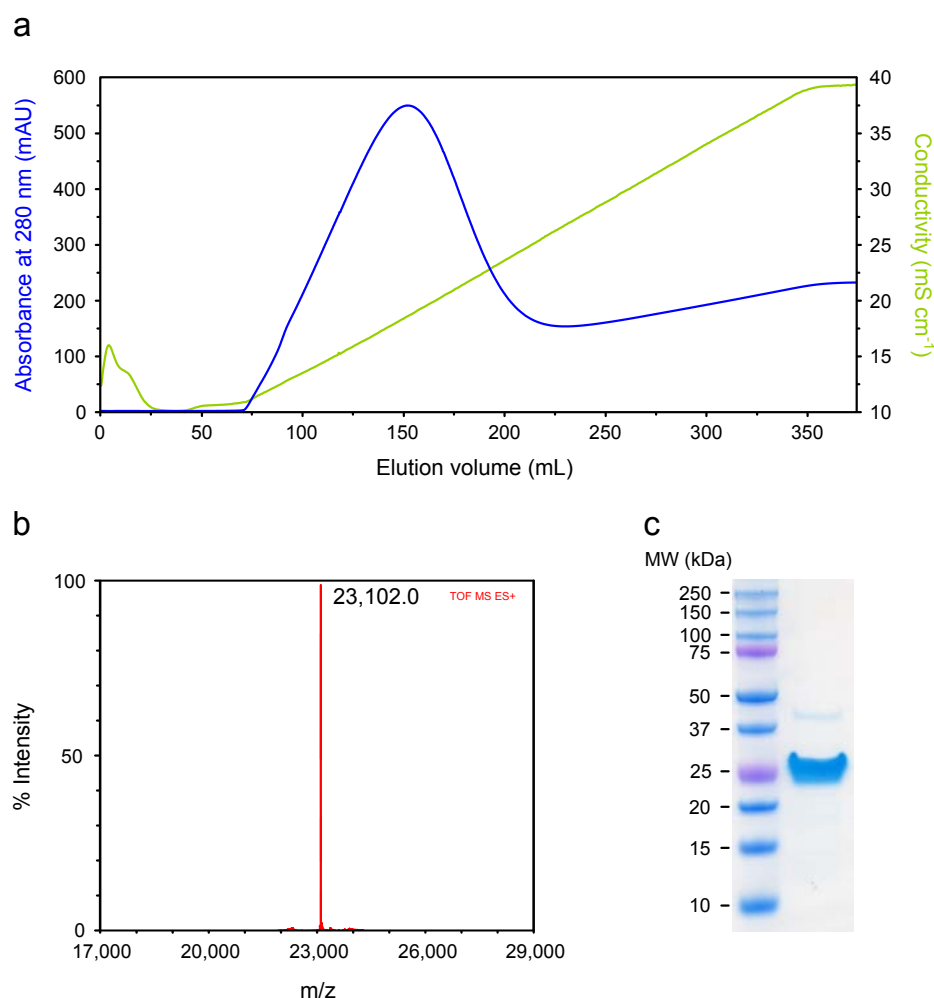 a
Absorbance at 280 nm (mAU)
600
500
400
300
200
100
0
40
35
30
25
20
15
10
Conductivity (mS cm⁻¹)
0 50 100 150 200 250 300 350
Elution volume (mL)
b
% Intensity
100
50
0
23,102.0
TOF MS ES+
17,000 20,000 23,000 26,000 29,000
m/z
c
MW (kDa)
250
150
100
75
50
37
25
20
15
10